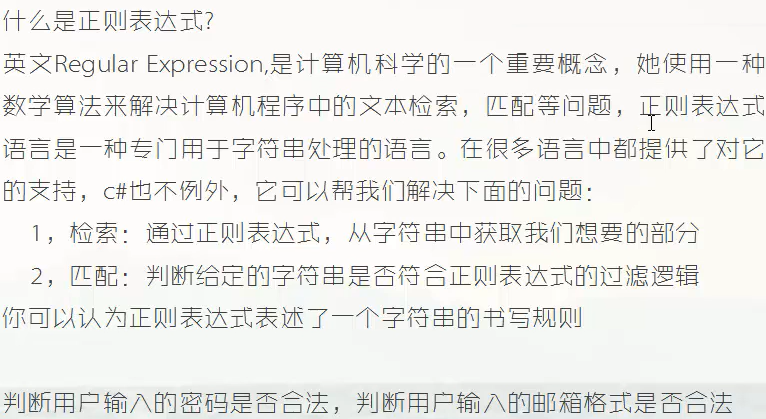 什么是正则表达式?
英文Regular Expression,是计算机科学的一个重要概念，她使用一种
数学算法来解决计算机程序中的文本检索，匹配等问题，正则表达式
语言是一种专门用于字符串处理的语言。在很多语言中都提供了对它
的支持，c#也不例外，它可以帮我们解决下面的问题：
1，检索：通过正则表达式，从字符串中获取我们想要的部分
2，匹配：判断给定的字符串是否符合正则表达式的过滤逻辑
你可以认为正则表达式表述了一个字符串的书写规则
判断用户输入的密码是否合法，判断用户输入的邮箱格式是否合法